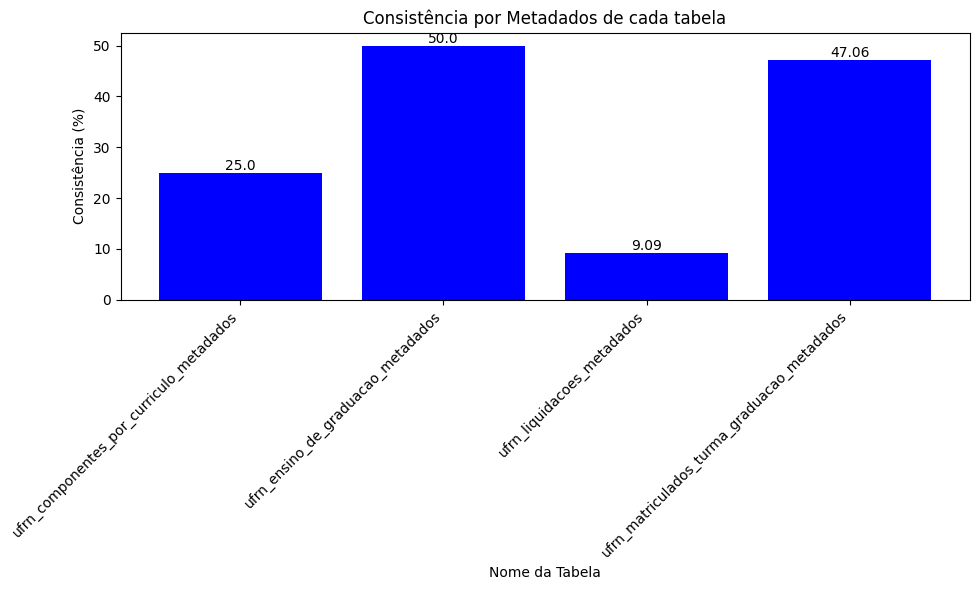 Consistência por Metadados de cada tabela
Consistência (%)
50
40
30
20
10
0
25.0
50.0
9.09
47.06
ufrn_componentes_por_curriculo_metadados
ufrn_ensino_de_graduacao_metadados
ufrn_liquidacoes_metadados
ufrn_matriculados_turma_graduacao_metadados
Nome da Tabela